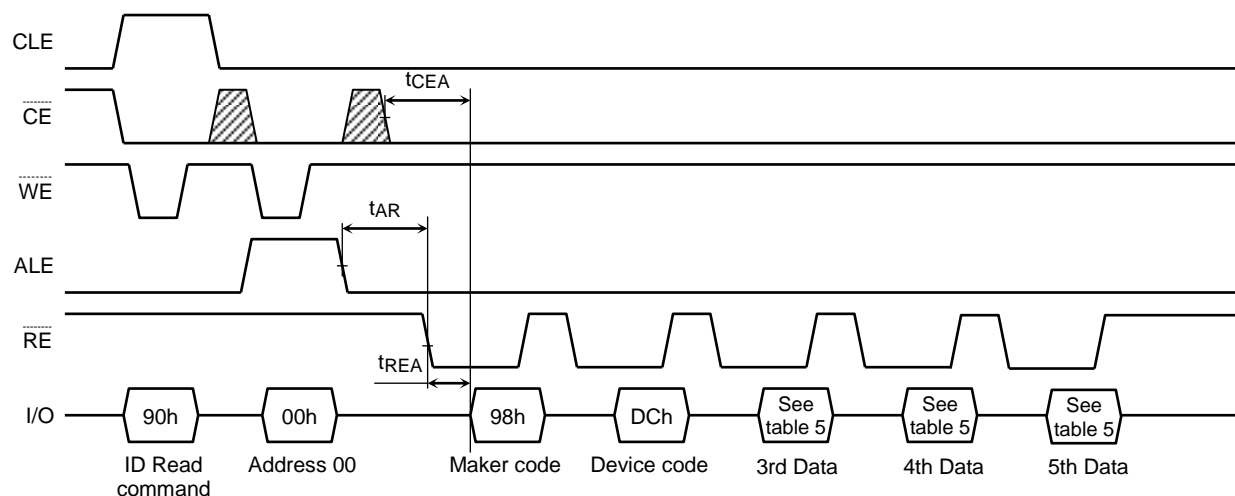 CLE
tCEA
CE
WE
tAR
ALE
RE
tREA
I/O
90h
00h
98h
DCh
See
table 5
See
table 5
See
table 5
ID Read
command
Address 00
Maker code
Device code
3rd Data
4th Data
5th Data